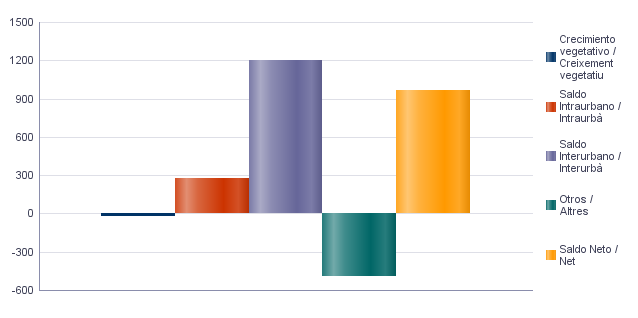 1500
1200
900
600
300
0
-300
-600
Crecimiento
vegetativo /
Creixement
vegetatiu
Saldo
Intraurbano /
Intraurbà
Saldo
Interurbano /
Interurbà
Otros /
Altres
Saldo Neto /
Net